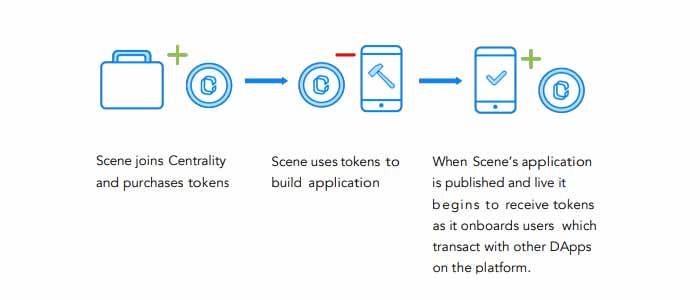 Scene joins Centrality
and purchases tokens
Scene uses tokens to
build application
When Scene's application
is published and live it
begins to receive tokens
as it onboards users which
transact with other DApps
on the platform.